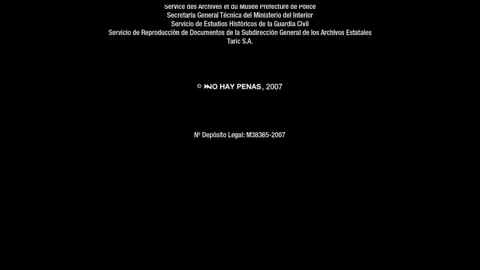 Service des Archives et du Musée Préfecture de Police
Secretaría General Técnica del Ministerio del Interior
Servicio de Estudios Históricos de la Guardia Civil
Servicio de Reproducción de Documentos de la Subdirección General de los Archivos Estatales
Taric S.A.
© NO HAY PENAS, 2007
Nº Depósito Legal: M38365-2007